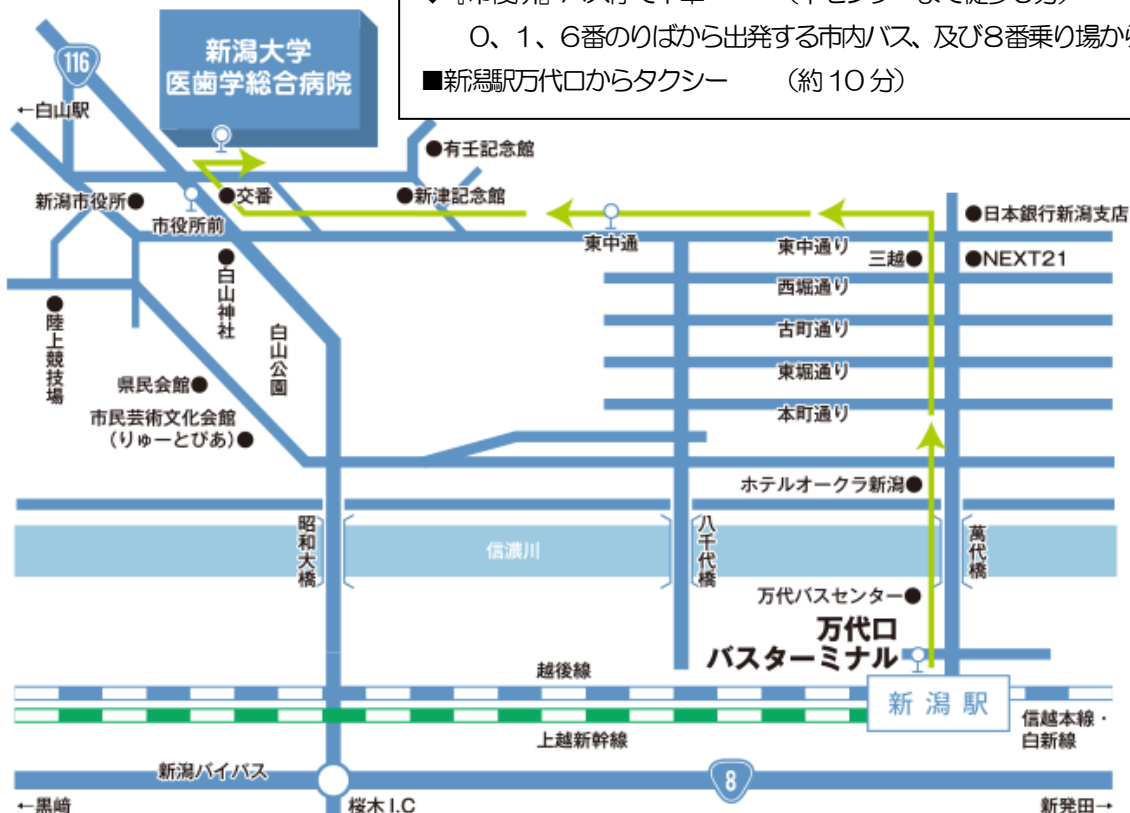 ０、１、６番のりばから出発する市内バス、及び８番乗り場から
■新潟駅万代口からタクシー　　（約１０分）
新潟大学
医歯学総合病院
116
←白山駅
●有壬記念館
新潟市役所●
●交番
●新津記念館
市役所前
東中通
東中通り
三越●
●日本銀行新潟支店
●NEXT21
西堀通り
古町通り
東堀通り
本町通り
●白山神社
白山公園
●陸上競技場
県民会館●
市民芸術文化会館
（りゅーとぴあ）●
ホテルオークラ新潟●
昭和大橋
信濃川
八千代橋
萬代橋
万代バスセンター●
万代口
バスターミナル
越後線
新潟駅
上越新幹線
信越本線・
白新線
新潟バイパス
8
←黒崎
桜木I.C
新発田→